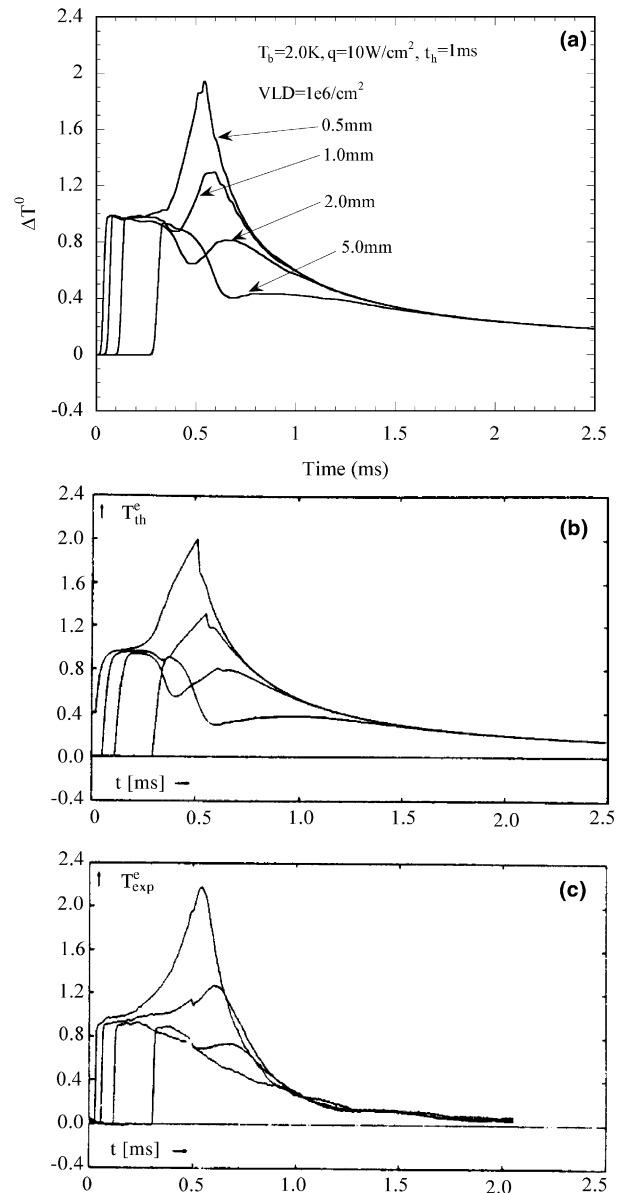 2.4
(a)
T_b=2.0K, q=10W/cm², t_h=1ms
2
VLD=1e6/cm²
1.6
0.5mm
1.0mm
1.2
2.0mm
ΔT⁰
0.8
5.0mm
0.4
0
-0.4
0 0.5 1 1.5 2 2.5
Time (ms)
2.4
↑ T_th^e
(b)
2.0
1.6
1.2
0.8
0.4
0.0
t [ms] →
-0.4
0 0.5 1.0 1.5 2.0 2.5
2.4
↑ T_exp^e
(c)
2.0
1.6
1.2
0.8
0.4
0.0
t [ms] →
-0.4
0 0.5 1.0 1.5 2.0 2.5